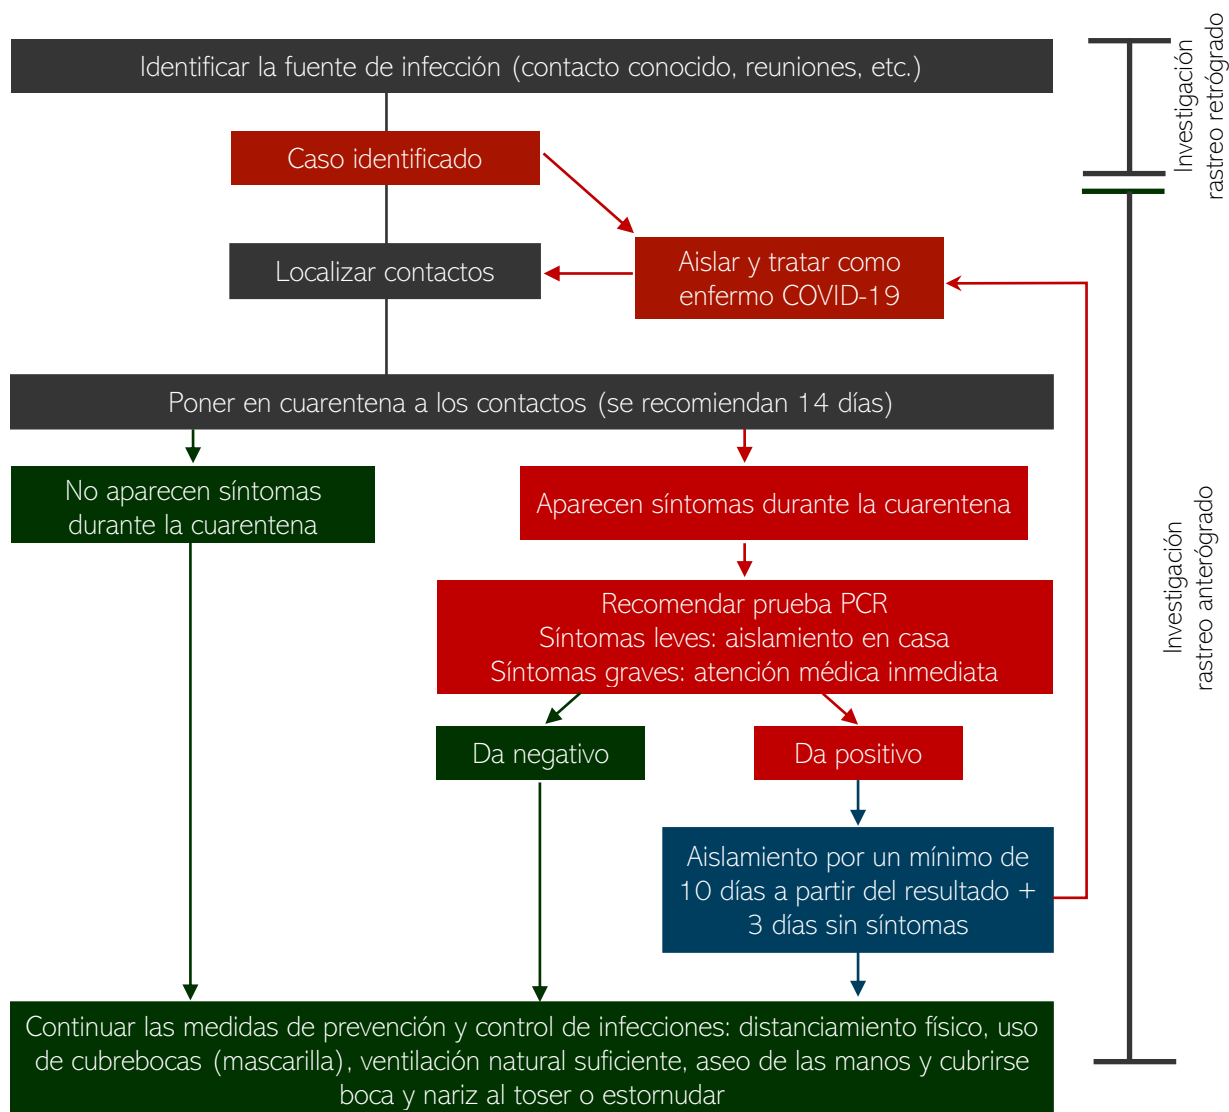 Identificar la fuente de infección (contacto conocido, reuniones, etc.)
Caso identificado
Localizar contactos
Aislar y tratar como
enfermo COVID-19
Poner en cuarentena a los contactos (se recomiendan 14 días)
No aparecen síntomas
durante la cuarentena
Aparecen síntomas durante la cuarentena
Recomendar prueba PCR
Síntomas leves: aislamiento en casa
Síntomas graves: atención médica inmediata
Da negativo
Da positivo
Aislamiento por un mínimo de
10 días a partir del resultado +
3 días sin síntomas
Continuar las medidas de prevención y control de infecciones: distanciamiento físico, uso
de cubrebocas (mascarilla), ventilación natural suficiente, aseo de las manos y cubrirse
boca y nariz al toser o estornudar
Investigación
rastreo retrógrado
Investigación
rastreo anterógrado